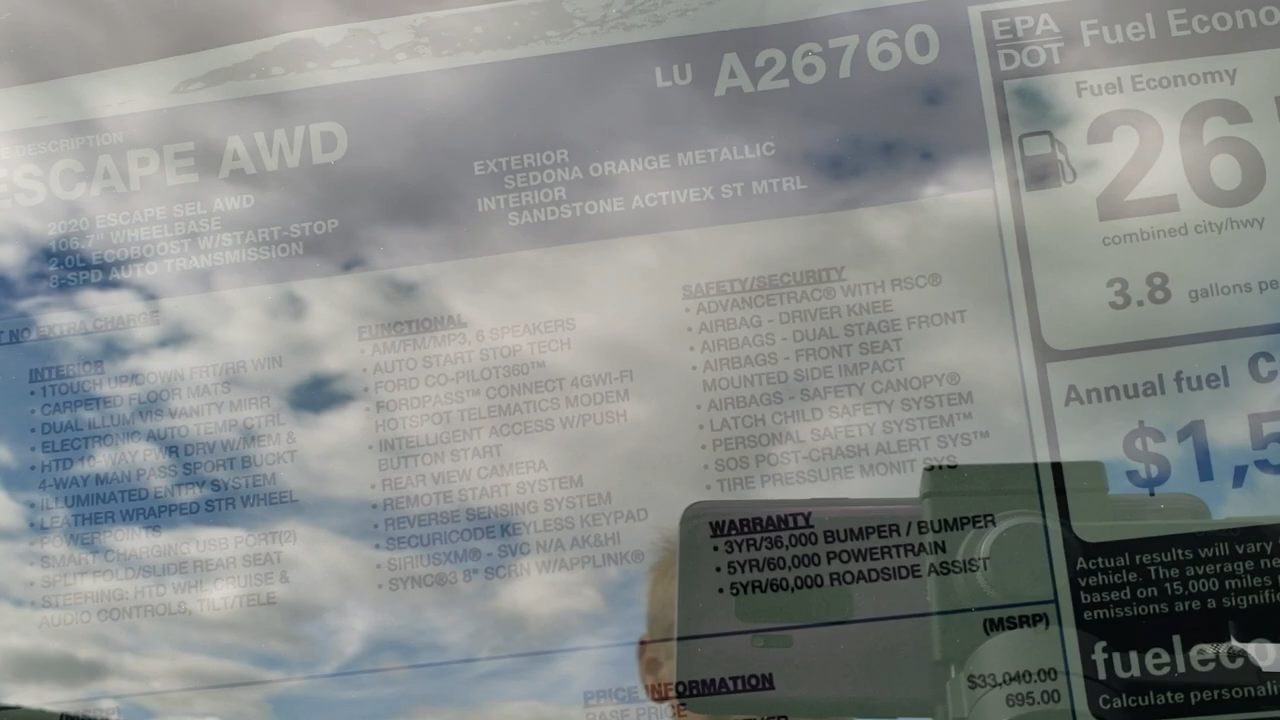 LU A26760
E DESCRIPTION
ESCAPE AWD
2020 ESCAPE SEL AWD
106.7" WHEELBASE
2.0L ECOBOOST W/START-STOP
8-SPD AUTO TRANSMISSION
EXTERIOR
SEDONA ORANGE METALLIC
INTERIOR
SANDSTONE ACTIVEX ST MTRL
T NO EXTRA CHARGE
INTERIOR
• 1TOUCH UP/DOWN FRT/RR WIN
• CARPETED FLOOR MATS
• DUAL ILLUM VIS VANITY MIRR
• ELECTRONIC AUTO TEMP CTRL
• HTD 10-WAY PWR DRV W/MEM &
4-WAY MAN PASS SPORT BUCKT
• ILLUMINATED ENTRY SYSTEM
• LEATHER WRAPPED STR WHEEL
• POWERPOINTS
• SMART CHARGING USB PORT(2)
• SPLIT FOLD/SLIDE REAR SEAT
• STEERING: HTD WHL,CRUISE &
AUDIO CONTROLS, TILT/TELE
FUNCTIONAL
• AM/FM/MP3, 6 SPEAKERS
• AUTO START STOP TECH
• FORD CO-PILOT360™
• FORDPASS™ CONNECT 4GWI-FI
HOTSPOT TELEMATICS MODEM
• INTELLIGENT ACCESS W/PUSH
BUTTON START
• REAR VIEW CAMERA
• REMOTE START SYSTEM
• REVERSE SENSING SYSTEM
• SECURICODE KEYLESS KEYPAD
• SIRIUSXM® - SVC N/A AK&HI
• SYNC®3 8" SCRN W/APPLINK®
SAFETY/SECURITY
• ADVANCETRAC® WITH RSC®
• AIRBAG - DRIVER KNEE
• AIRBAGS - DUAL STAGE FRONT
• AIRBAGS - FRONT SEAT
MOUNTED SIDE IMPACT
• AIRBAGS - SAFETY CANOPY®
• LATCH CHILD SAFETY SYSTEM
• PERSONAL SAFETY SYSTEM™
• SOS POST-CRASH ALERT SYS™
• TIRE PRESSURE MONIT SYS
WARRANTY
• 3YR/36,000 BUMPER / BUMPER
• 5YR/60,000 POWERTRAIN
• 5YR/60,000 ROADSIDE ASSIST
(MSRP)
PRICE INFORMATION
BASE PRICE
$33,040.00
695.00
EPA
DOT
Fuel Econo
Fuel Economy
26
combined city/hwy
3.8 gallons pe
Annual fuel c
$1,5
Actual results will vary
vehicle. The average ne
based on 15,000 miles
emissions are a signific
fueleco
Calculate personali